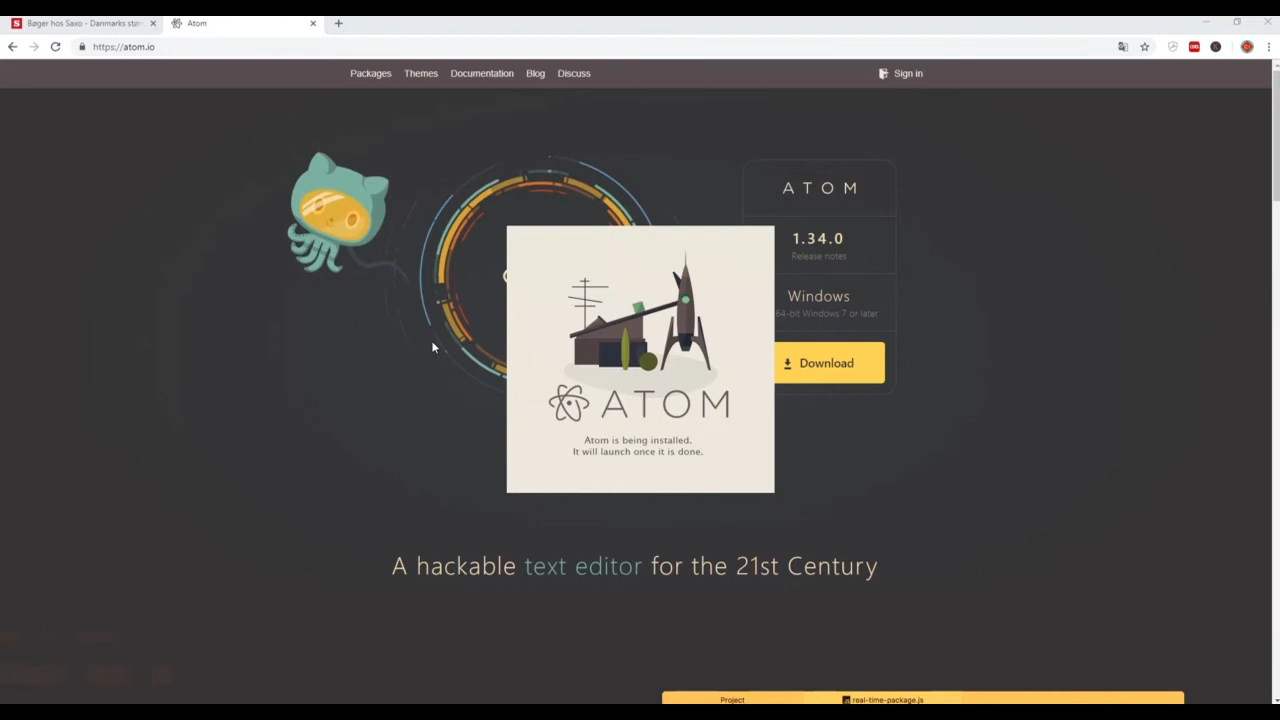 Bøger hos Saxo - Danmarks stør
Atom
https://atom.io
Packages Themes Documentation Blog Discuss
Sign in
ATOM
1.34.0
Release notes
Windows
64-bit Windows 7 or later
Download
ATOM
Atom is being installed.
It will launch once it is done.
A hackable text editor for the 21st Century
Project
real-time-package.js